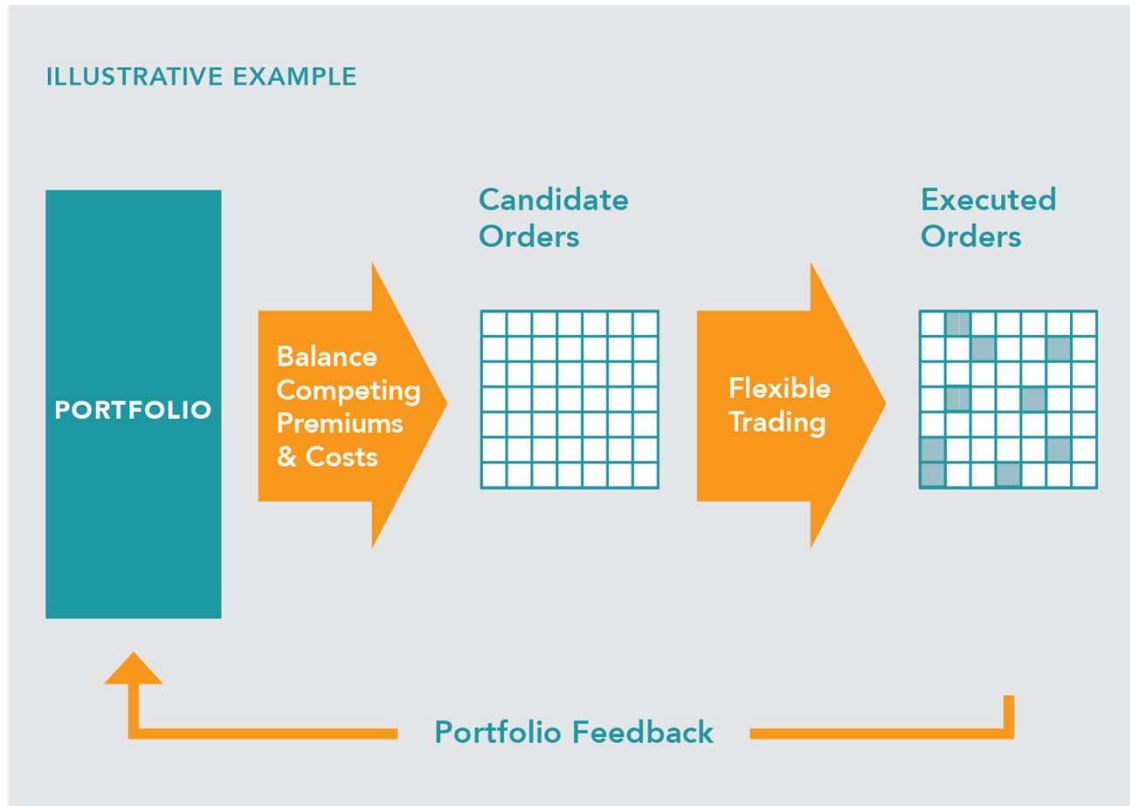 ILLUSTRATIVE EXAMPLE
PORTFOLIO
Balance
Competing
Premiums
& Costs
Candidate
Orders
Flexible
Trading
Executed
Orders
Portfolio Feedback